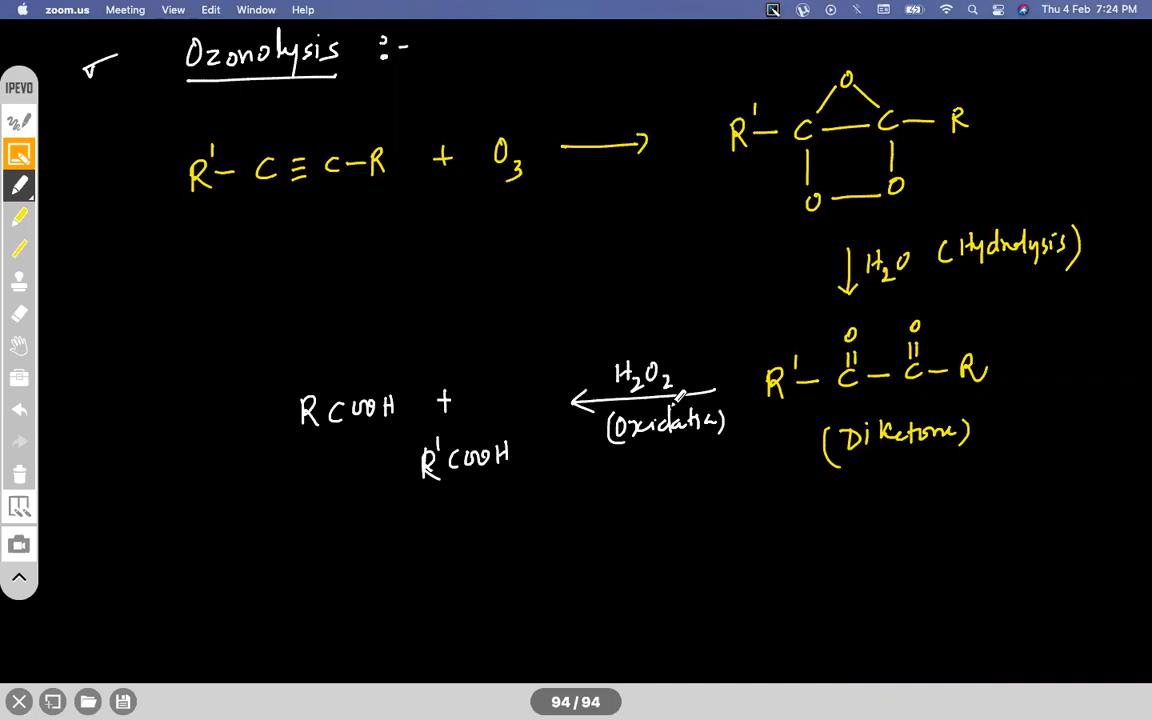 zoom.us Meeting View Edit Window Help Thu 4 Feb 7:24 PM
IPEVO
Ozonolysis :-
R' - C ≡ C - R + O3 →
O
R' - C - C - R
O - O
↓ H2O (Hydrolysis)
O O
R' - C - C - R
(Diketone)
H2O2
(Oxidation)
RCOOH +
R'COOH
94 / 94